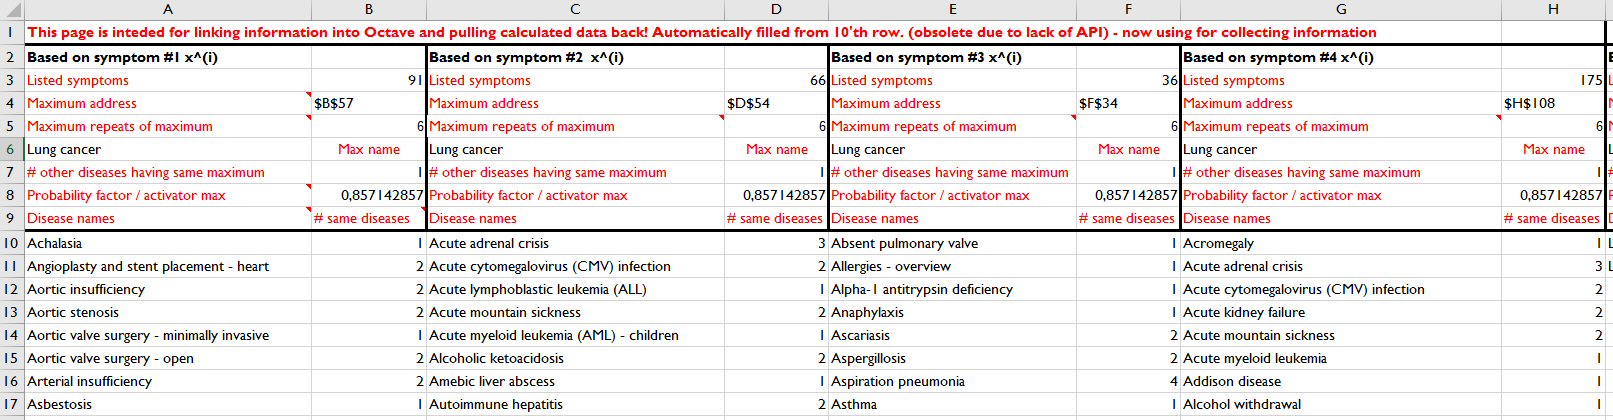 A B C D E F G H
1 This page is inteded for linking information into Octave and pulling calculated data back! Automatically filled from 10'th row. (obsolete due to lack of API) - now using for collecting information
2 Based on symptom #1 x^(i) Based on symptom #2 x^(i) Based on symptom #3 x^(i) Based on symptom #4 x^(i)
3 Listed symptoms 91 Listed symptoms 66 Listed symptoms 36 Listed symptoms 175
4 Maximum address $B$57 Maximum address $D$54 Maximum address $F$34 Maximum address $H$108
5 Maximum repeats of maximum 6 Maximum repeats of maximum 6 Maximum repeats of maximum 6 Maximum repeats of maximum 6
6 Lung cancer Max name Lung cancer Max name Lung cancer Max name Lung cancer Max name
7 # other diseases having same maximum 1 # other diseases having same maximum 1 # other diseases having same maximum 1 # other diseases having same maximum 1
8 Probability factor / activator max 0,857142857 Probability factor / activator max 0,857142857 Probability factor / activator max 0,857142857 Probability factor / activator max 0,857142857
9 Disease names # same diseases Disease names # same diseases Disease names # same diseases Disease names # same diseases
10 Achalasia 1 Acute adrenal crisis 3 Absent pulmonary valve 1 Acromegaly 1
11 Angioplasty and stent placement - heart 2 Acute cytomegalovirus (CMV) infection 2 Allergies - overview 1 Acute adrenal crisis 3
12 Aortic insufficiency 2 Acute lymphoblastic leukemia (ALL) 1 Alpha-1 antitrypsin deficiency 1 Acute cytomegalovirus (CMV) infection 2
13 Aortic stenosis 2 Acute mountain sickness 2 Anaphylaxis 1 Acute kidney failure 2
14 Aortic valve surgery - minimally invasive 1 Acute myeloid leukemia (AML) - children 1 Ascariasis 2 Acute mountain sickness 2
15 Aortic valve surgery - open 2 Alcoholic ketoacidosis 2 Aspergillosis 2 Acute myeloid leukemia 1
16 Arterial insufficiency 2 Amebic liver abscess 1 Aspiration pneumonia 4 Addison disease 1
17 Asbestosis 1 Autoimmune hepatitis 2 Asthma 1 Alcohol withdrawal 1